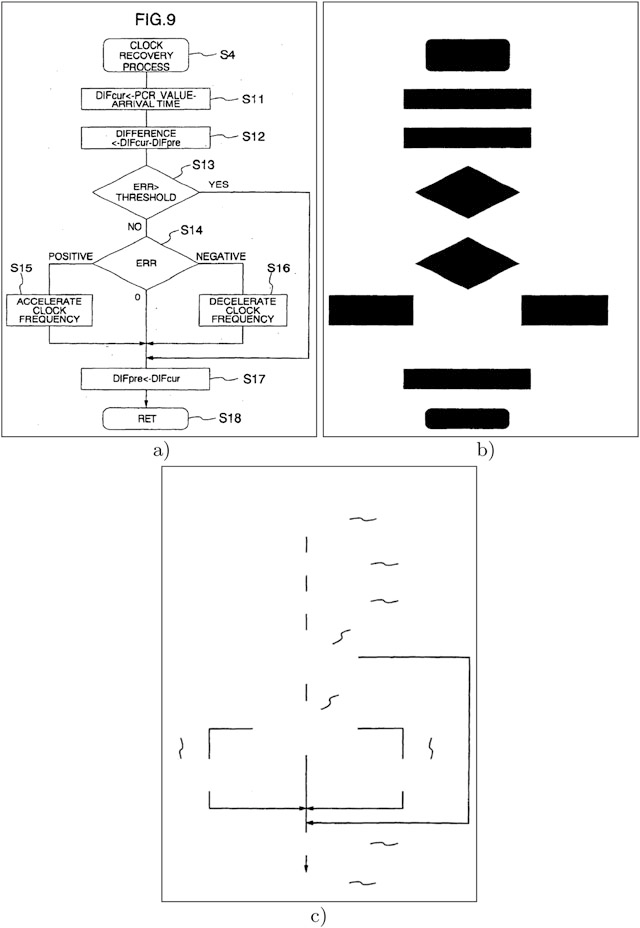 FIG.9
CLOCK
RECOVERY
PROCESS
S4
DIFcur<-PCR VALUE-
ARRIVAL TIME
S11
DIFFERENCE
<-DIFcur-DIFpre
S12
S13
ERR>
THRESHOLD
YES
NO
S14
POSITIVE
ERR
NEGATIVE
S15
S16
0
ACCELERATE
CLOCK
FREQUENCY
DECELERATE
CLOCK
FREQUENCY
DIFpre<-DIFcur
S17
RET
S18
a)
b)
c)